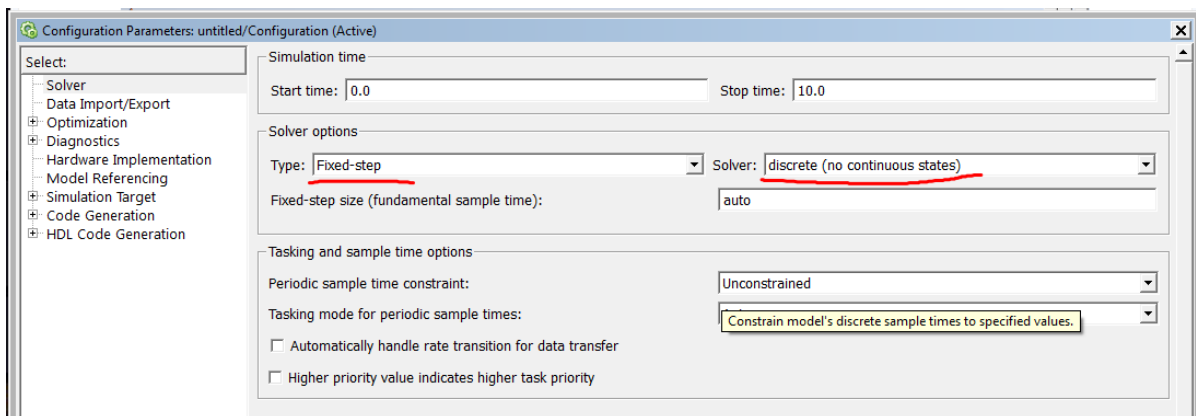 Configuration Parameters: untitled/Configuration (Active)
Select:
Solver
Data Import/Export
Optimization
Diagnostics
Hardware Implementation
Model Referencing
Simulation Target
Code Generation
HDL Code Generation
Simulation time
Start time: 0.0 Stop time: 10.0
Solver options
Type: Fixed-step Solver: discrete (no continuous states)
Fixed-step size (fundamental sample time): auto
Tasking and sample time options
Periodic sample time constraint: Unconstrained
Tasking mode for periodic sample times:
Constrain model's discrete sample times to specified values.
Automatically handle rate transition for data transfer
Higher priority value indicates higher task priority